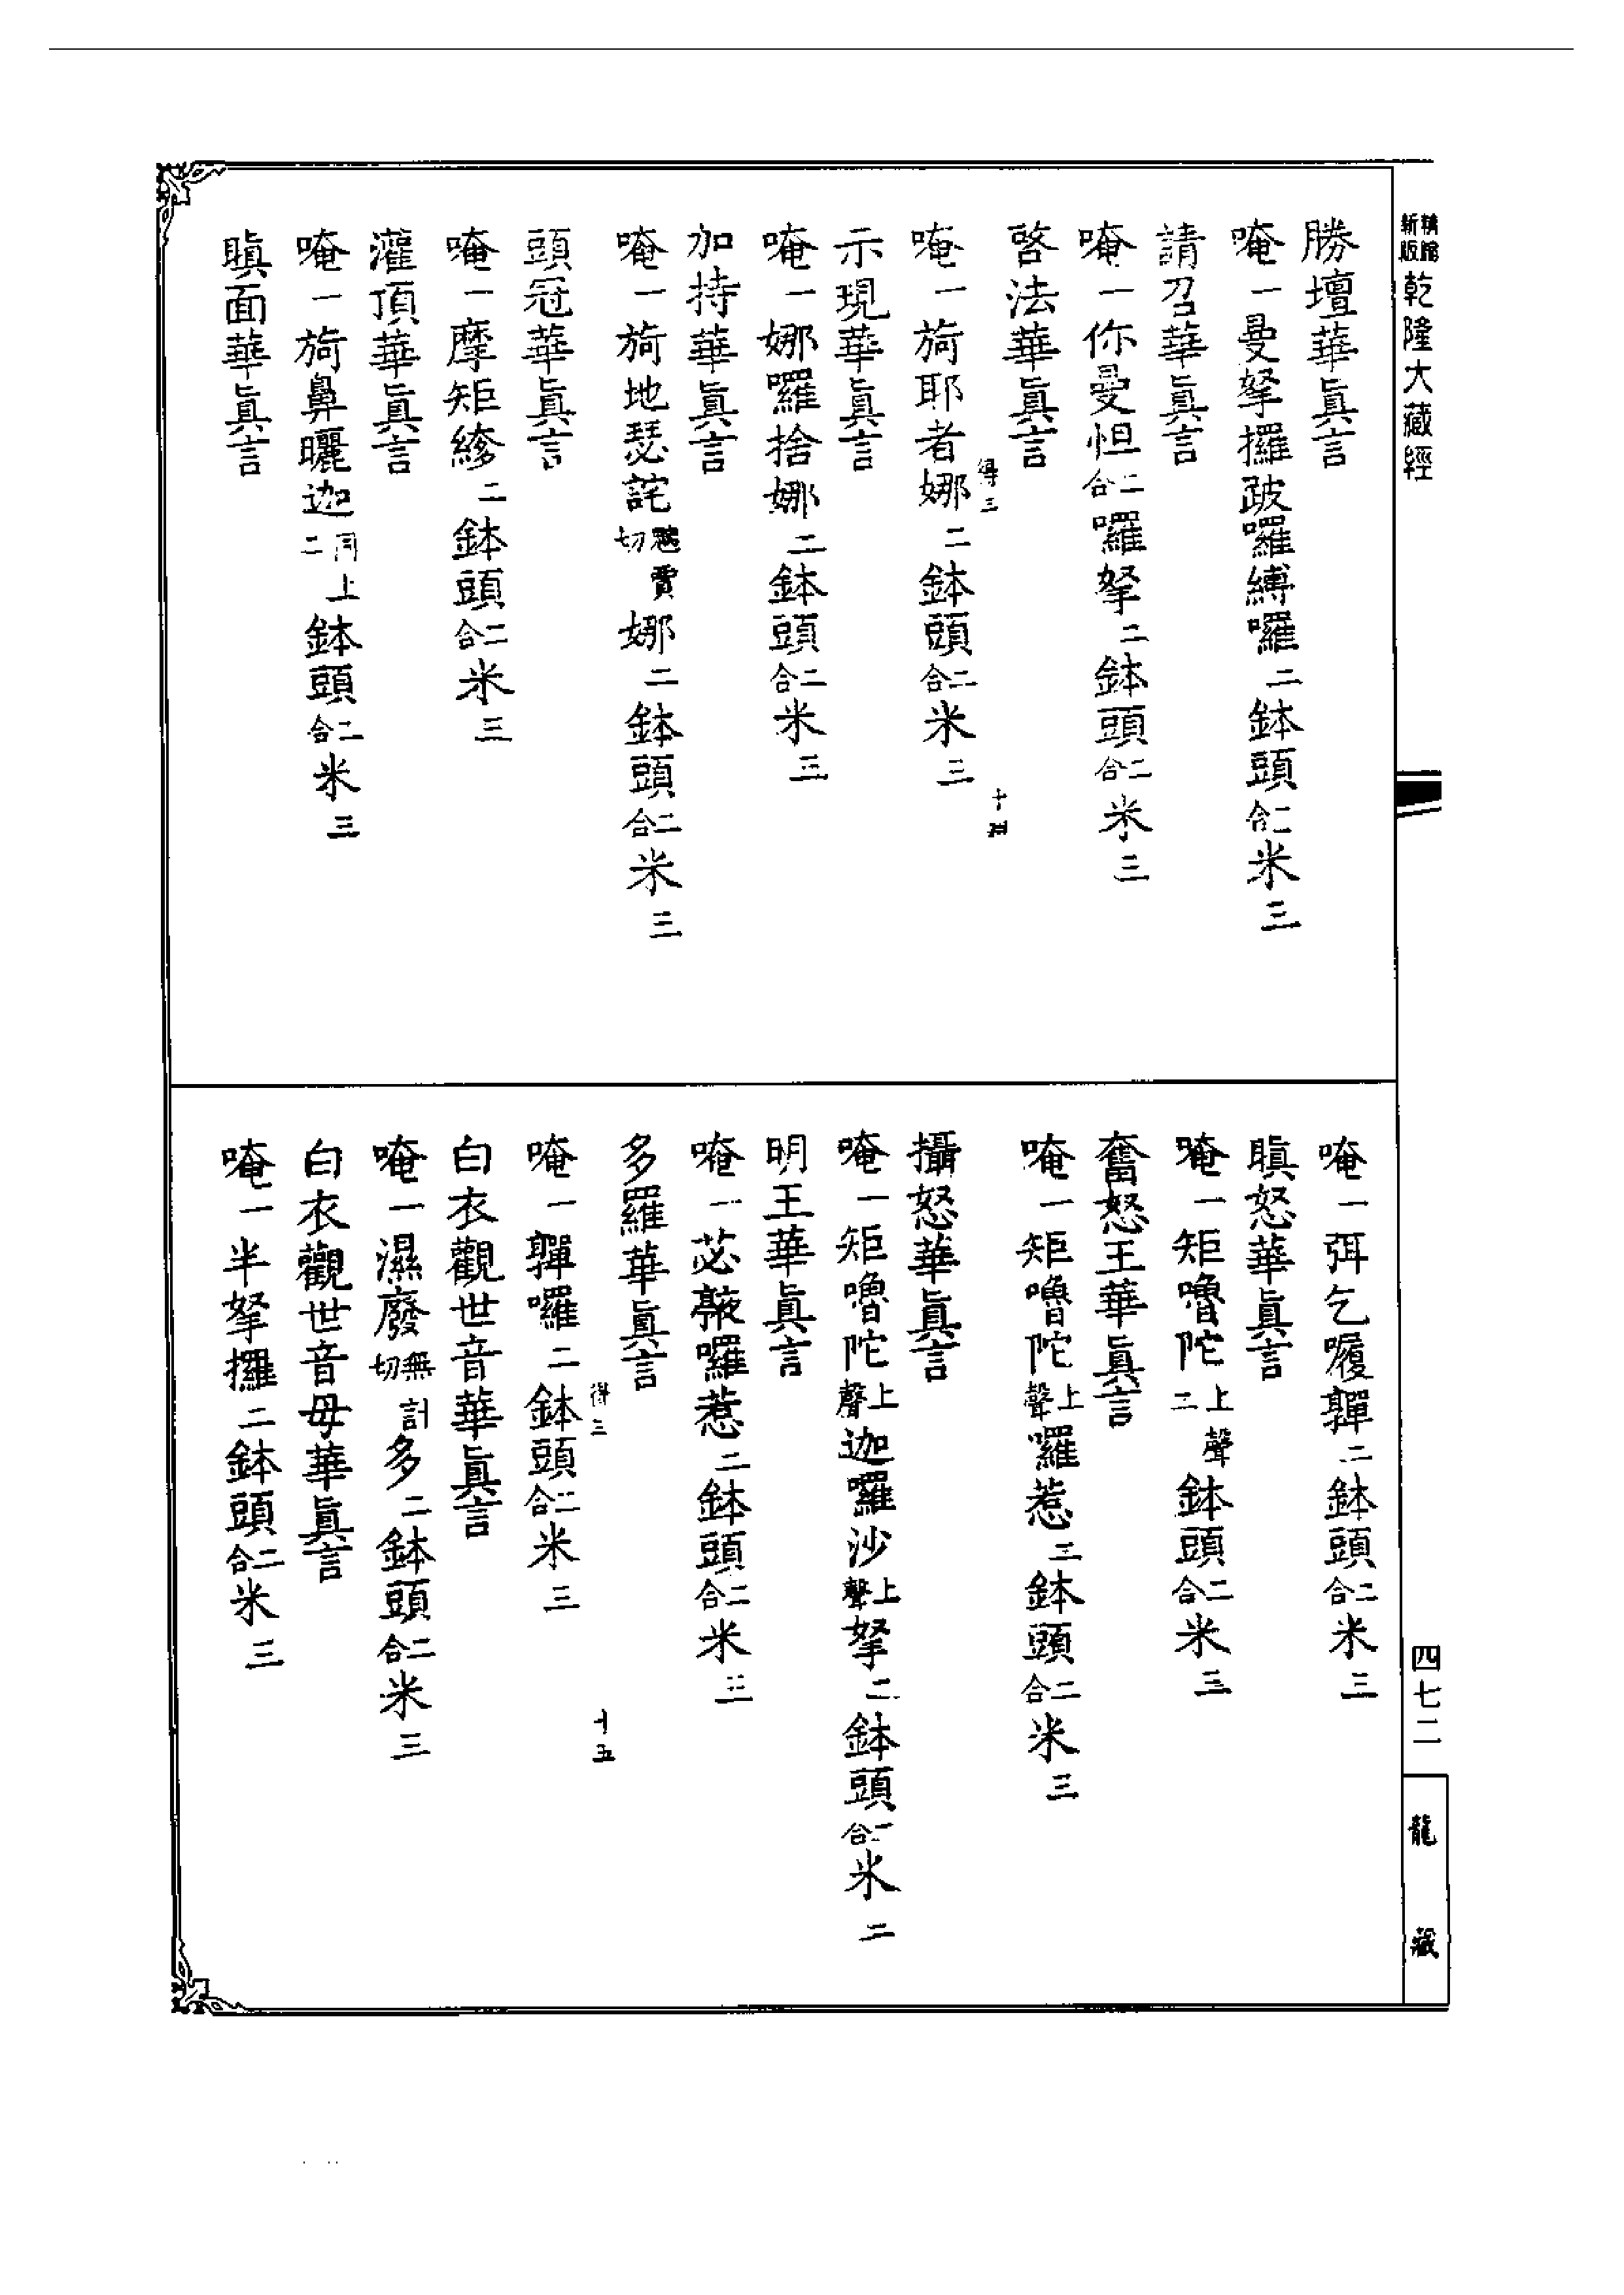 新版
乾隆大藏經
勝壇華眞言
唵一曼拏攞跛囉縛囉二鉢頭二合米三
請召華眞言
唵一你曼怛二合囉拏二鉢頭二合米三
啓法華眞言
得三
十四
唵一旖耶者娜二鉢頭二合米三
示現華眞言
唵一娜囉捨娜二鉢頭二合米三
加持華眞言
唵一旖地瑟詫切娜二鉢頭二合米三
頭冠華眞言
唵一摩矩縿二鉢頭二合米三
灌頂華眞言
唵一旖鼻曬迦同上二鉢頭二合米三
瞋面華眞言
唵一弭乞囇二鉢頭二合米三
瞋怒華眞言
唵一矩嚕陀上聲二鉢頭二合米三
奮怒王華眞言
唵一矩嚕陀上聲囉惹二鉢頭二合米三
攝怒華眞言
唵一矩嚕陀上聲迦囉沙上聲拏二鉢頭二合米二
明王華眞言
唵一苾囉惹二鉢頭二合米三
多羅華眞言
得三
十五
唵一囉二鉢頭二合米三
白衣觀世音華眞言
唵一濕廢無計切多二鉢頭二合米三
白衣觀世音母華眞言
唵一半拏攞二鉢頭二合米三
四七二
龍藏